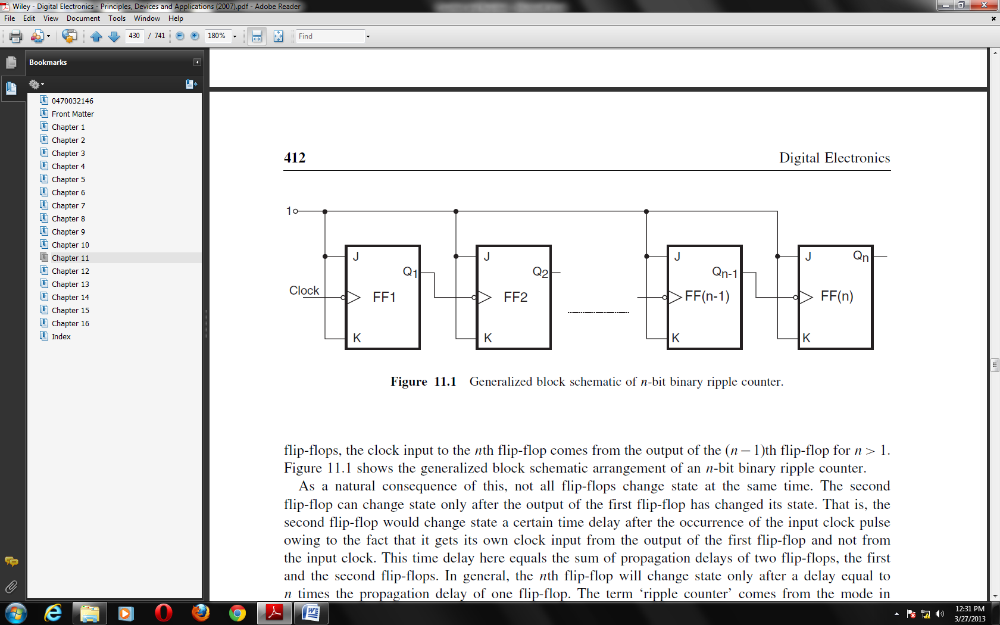 Wiley - Digital Electronics - Principles, Devices and Applications (2007).pdf - Adobe Reader
File Edit View Document Tools Window Help
430 / 741 180% Find
Bookmarks
0470032146
Front Matter
Chapter 1
Chapter 2
Chapter 3
Chapter 4
Chapter 5
Chapter 6
Chapter 7
Chapter 8
Chapter 9
Chapter 10
Chapter 11
Chapter 12
Chapter 13
Chapter 14
Chapter 15
Chapter 16
Index
412 Digital Electronics
1
J J J J Qn
Q1 Q2 Qn-1
Clock FF1 FF2 FF(n-1) FF(n)
K K K K
Figure 11.1 Generalized block schematic of n-bit binary ripple counter.
flip-flops, the clock input to the nth flip-flop comes from the output of the (n − 1)th flip-flop for n > 1.
Figure 11.1 shows the generalized block schematic arrangement of an n-bit binary ripple counter.
As a natural consequence of this, not all flip-flops change state at the same time. The second
flip-flop can change state only after the output of the first flip-flop has changed its state. That is, the
second flip-flop would change state a certain time delay after the occurrence of the input clock pulse
owing to the fact that it gets its own clock input from the output of the first flip-flop and not from
the input clock. This time delay here equals the sum of propagation delays of two flip-flops, the first
and the second flip-flops. In general, the nth flip-flop will change state only after a delay equal to
n times the propagation delay of one flip-flop. The term ‘ripple counter’ comes from the mode in
12:31 PM
3/27/2013